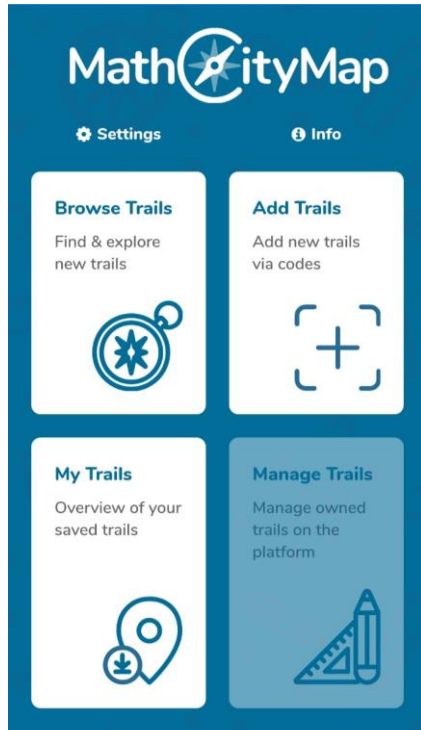 MathCityMap
Settings
Info
Browse Trails
Find & explore
new trails
Add Trails
Add new trails
via codes
My Trails
Overview of your
saved trails
Manage Trails
Manage owned
trails on the
platform